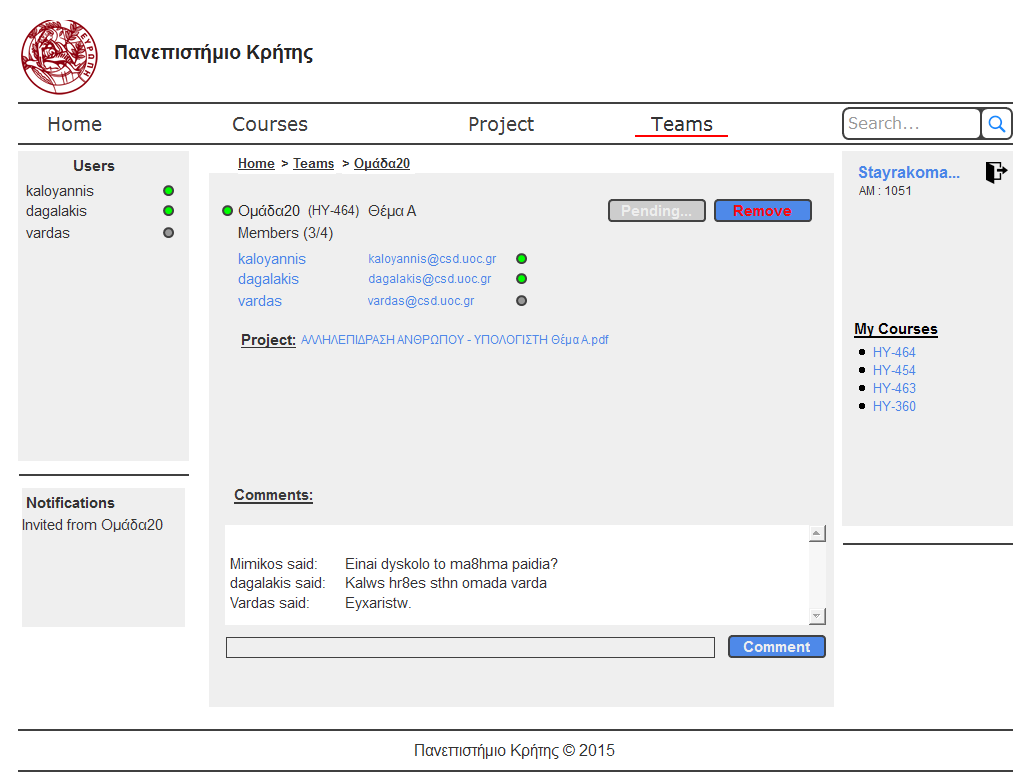 ΕΥΡΩΠΗ
Πανεπιστήμιο Κρήτης
Home Courses Project Teams Search...
Users
kaloyannis
dagalakis
vardas
Notifications
Invited from Ομάδα20
Home > Teams > Ομάδα20
Ομάδα20 (HY-464) Θέμα Α Pending... Remove
Members (3/4)
kaloyannis kaloyannis@csd.uoc.gr
dagalakis dagalakis@csd.uoc.gr
vardas vardas@csd.uoc.gr
Project: ΑΛΛΗΛΕΠΙΔΡΑΣΗ ΑΝΘΡΩΠΟΥ - ΥΠΟΛΟΓΙΣΤΗ Θέμα Α.pdf
Comments:
Mimikos said: Einai dyskolo to ma8hma paidia?
dagalakis said: Kalws hr8es sthn omada varda
Vardas said: Eyxaristw.
Comment
Stayrakoma...
AM : 1051
My Courses
HY-464
HY-454
HY-463
HY-360
Πανεπιστήμιο Κρήτης © 2015